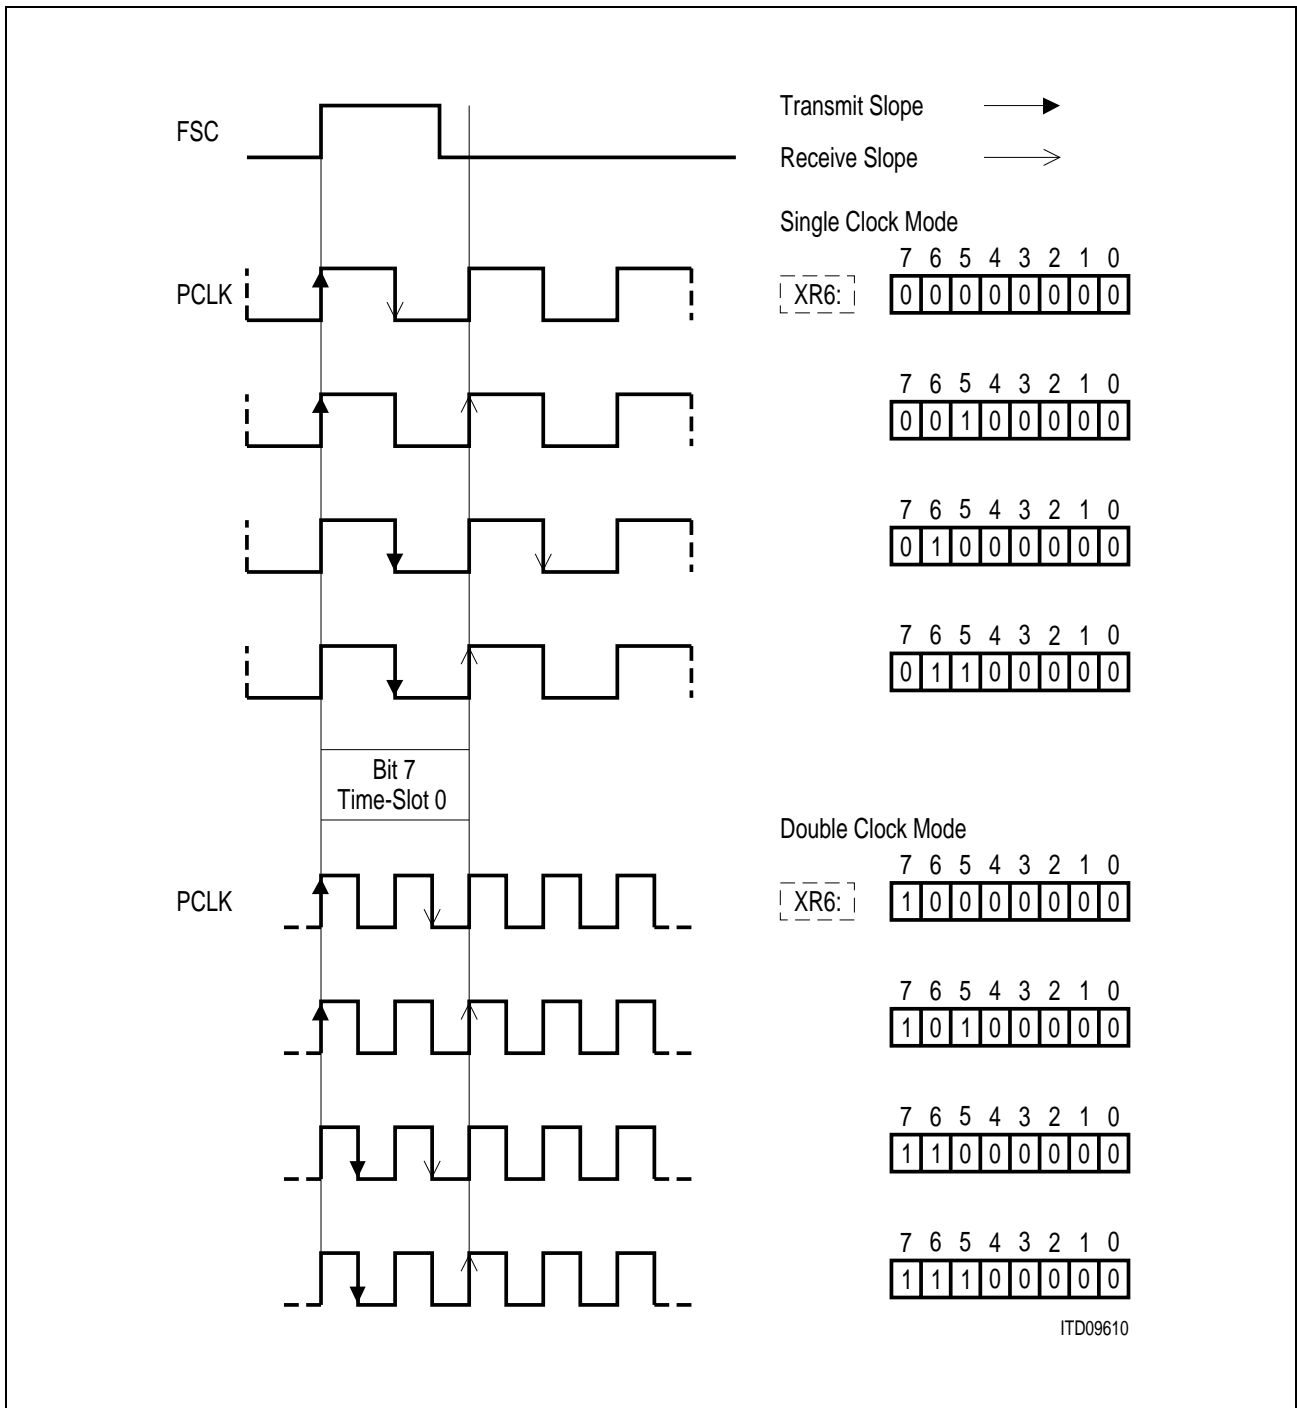 FSC
Transmit Slope
Receive Slope
Single Clock Mode
7 6 5 4 3 2 1 0
PCLK
XR6: 0 0 0 0 0 0 0 0
7 6 5 4 3 2 1 0
0 0 1 0 0 0 0 0
7 6 5 4 3 2 1 0
0 1 0 0 0 0 0 0
7 6 5 4 3 2 1 0
0 1 1 0 0 0 0 0
Bit 7
Time-Slot 0
Double Clock Mode
7 6 5 4 3 2 1 0
PCLK
XR6: 1 0 0 0 0 0 0 0
7 6 5 4 3 2 1 0
1 0 1 0 0 0 0 0
7 6 5 4 3 2 1 0
1 1 0 0 0 0 0 0
7 6 5 4 3 2 1 0
1 1 1 0 0 0 0 0
ITD09610